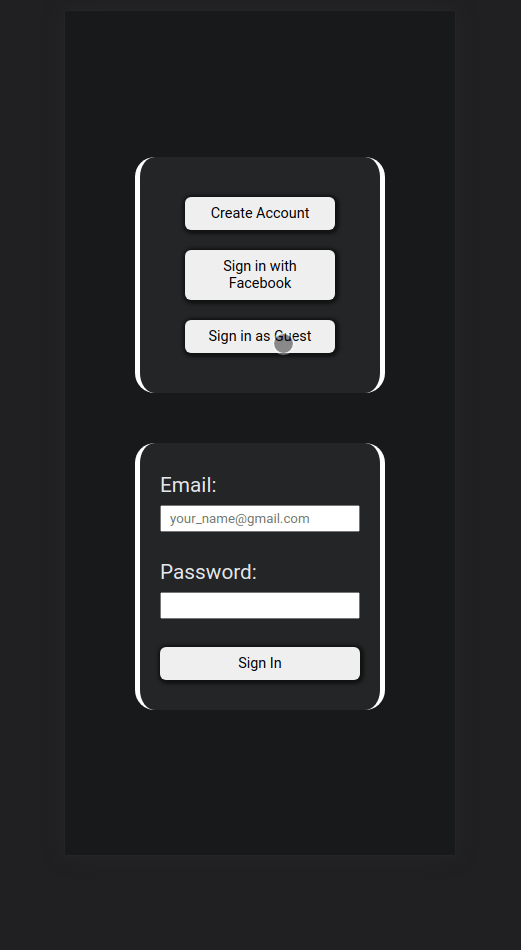 Create Account
Sign in with
Facebook
Sign in as Guest
Email:
your_name@gmail.com
Password:
Sign In